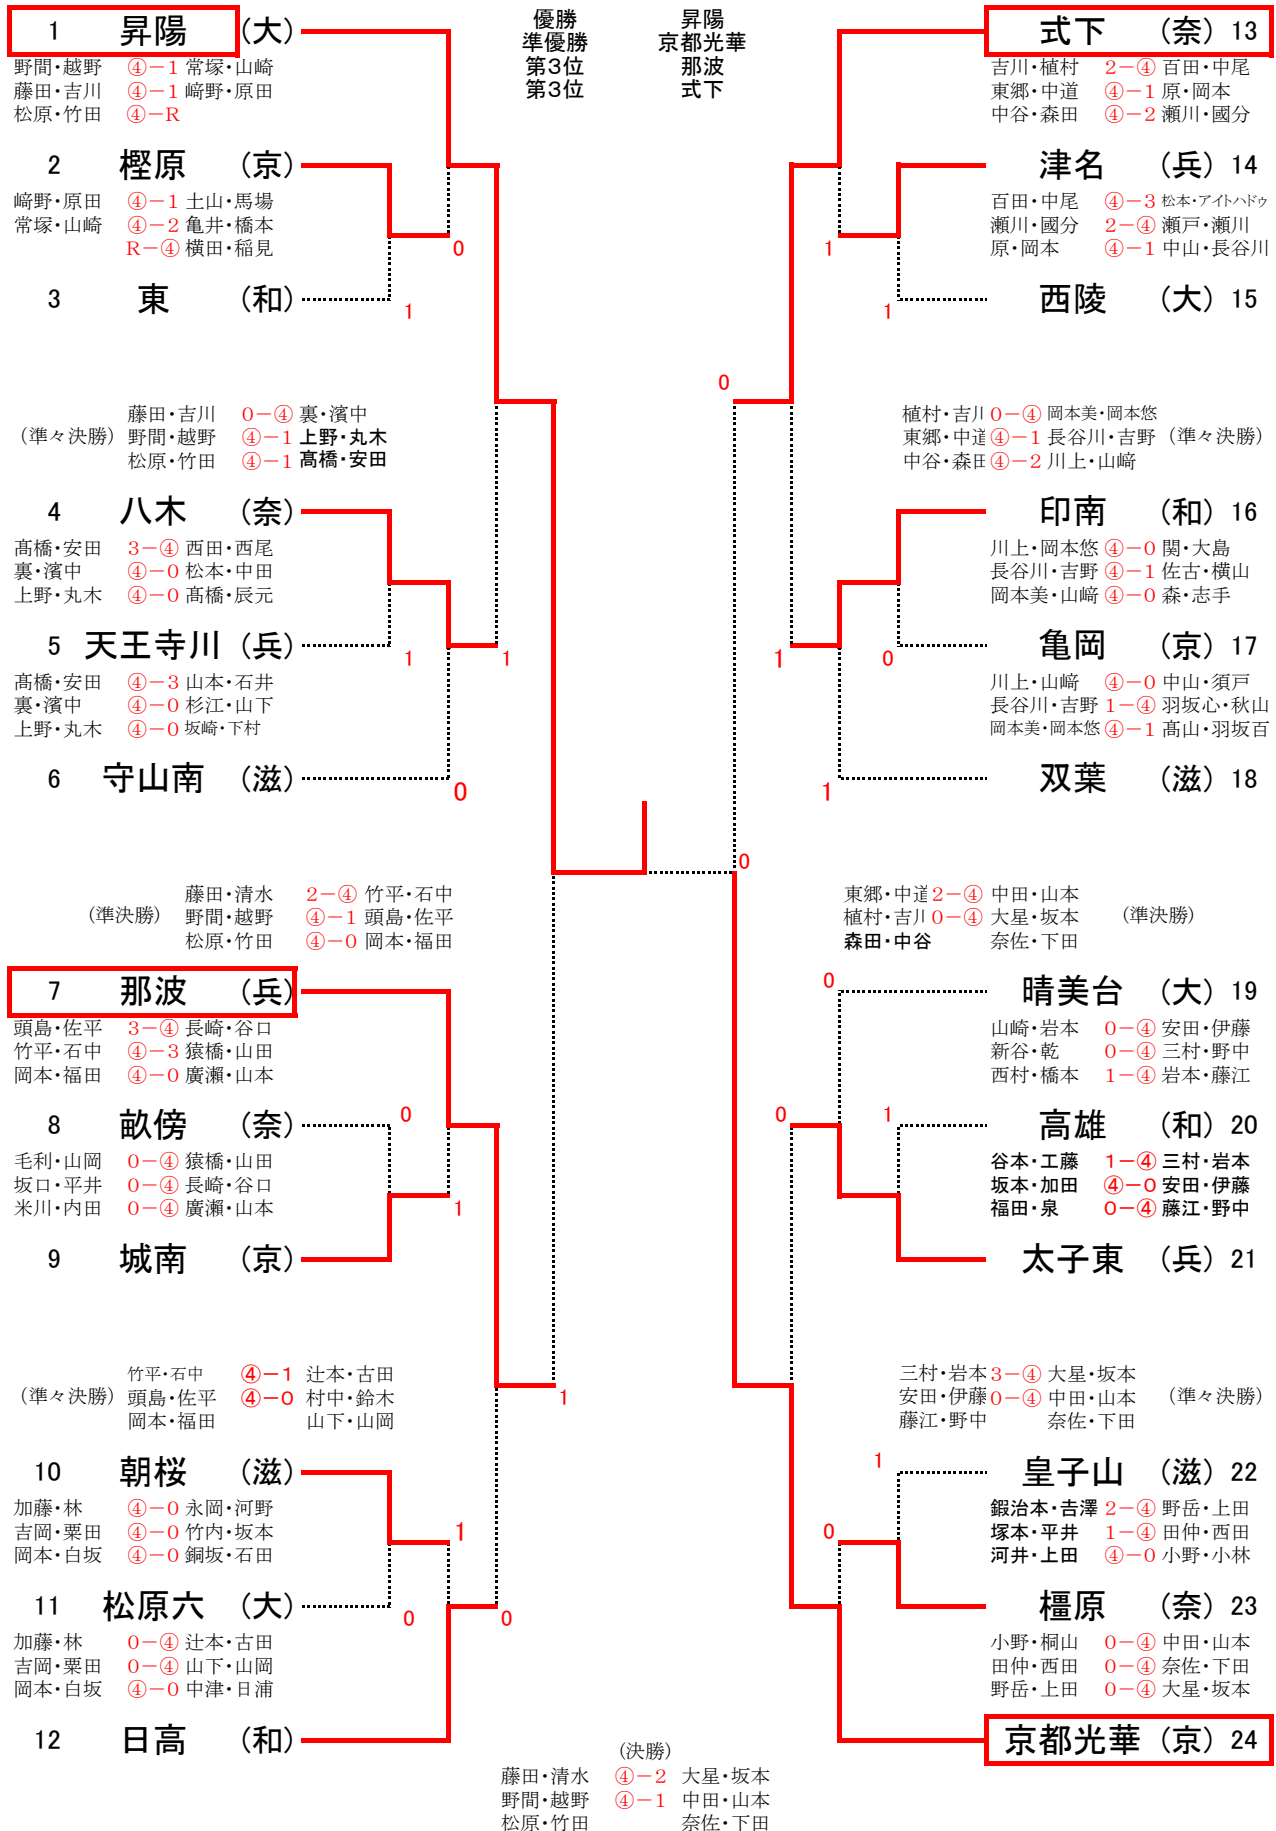 優勝 昇陽
準優勝 京都光華
第3位 那波
第3位 式下
1 昇陽 (大)
野間・越野 ④－1 常塚・山崎
藤田・吉川 ④－1 﨑野・原田
松原・竹田 ④－R
2 樫原 (京)
﨑野・原田 ④－1 土山・馬場
常塚・山崎 ④－2 亀井・橋本
R－④ 横田・稲見
0
3 東 (和)
1
藤田・吉川 0－④ 裏・濱中
(準々決勝) 野間・越野 ④－1 上野・丸木
松原・竹田 ④－1 髙橋・安田
4 八木 (奈)
髙橋・安田 3－④ 西田・西尾
裏・濱中 ④－0 松本・中田
上野・丸木 ④－0 髙橋・辰元
5 天王寺川 (兵)
1 1
髙橋・安田 ④－3 山本・石井
裏・濱中 ④－0 杉江・山下
上野・丸木 ④－0 坂崎・下村
6 守山南 (滋)
0
藤田・清水 2－④ 竹平・石中
(準決勝) 野間・越野 ④－1 頭島・佐平
松原・竹田 ④－0 岡本・福田
7 那波 (兵)
頭島・佐平 3－④ 長崎・谷口
竹平・石中 ④－3 猿橋・山田
岡本・福田 ④－0 廣瀬・山本
0
8 畝傍 (奈)
毛利・山岡 0－④ 猿橋・山田
坂口・平井 0－④ 長崎・谷口
米川・内田 0－④ 廣瀬・山本
1
9 城南 (京)
竹平・石中 ④－1 辻本・古田
(準々決勝) 頭島・佐平 ④－0 村中・鈴木
岡本・福田 山下・山岡
1
10 朝桜 (滋)
加藤・林 ④－0 永岡・河野
吉岡・栗田 ④－0 竹内・坂本
岡本・白坂 ④－0 銅坂・石田
1
11 松原六 (大)
0 0
加藤・林 0－④ 辻本・古田
吉岡・栗田 0－④ 山下・山岡
岡本・白坂 ④－0 中津・日浦
12 日高 (和)
式下 (奈) 13
吉川・植村 2－④ 百田・中尾
東郷・中道 ④－1 原・岡本
中谷・森田 ④－2 瀬川・國分
津名 (兵) 14
百田・中尾 ④－3 松本・アイトハドゥ
瀬川・國分 2－④ 瀬戸・瀬川
原・岡本 ④－1 中山・長谷川
1
西陵 (大) 15
1
0
植村・吉川 0－④ 岡本美・岡本悠
東郷・中道 ④－1 長谷川・吉野 (準々決勝)
中谷・森田 ④－2 川上・山﨑
印南 (和) 16
川上・岡本悠 ④－0 関・大島
長谷川・吉野 ④－1 佐古・横山
岡本美・山﨑 ④－0 森・志手
亀岡 (京) 17
1 0
川上・山﨑 ④－0 中山・須戸
長谷川・吉野 1－④ 羽坂心・秋山
岡本美・岡本悠 ④－1 髙山・羽坂百
双葉 (滋) 18
1
0
東郷・中道 2－④ 中田・山本
植村・吉川 0－④ 大星・坂本 (準決勝)
森田・中谷 奈佐・下田
0
晴美台 (大) 19
山崎・岩本 0－④ 安田・伊藤
新谷・乾 0－④ 三村・野中
西村・橋本 1－④ 岩本・藤江
0 1
高雄 (和) 20
谷本・工藤 1－④ 三村・岩本
坂本・加田 ④－0 安田・伊藤
福田・泉 0－④ 藤江・野中
太子東 (兵) 21
三村・岩本 3－④ 大星・坂本
安田・伊藤 0－④ 中田・山本 (準々決勝)
藤江・野中 奈佐・下田
1
皇子山 (滋) 22
鍜治本・𠮷澤 2－④ 野岳・上田
塚本・平井 1－④ 田仲・西田
河井・上田 ④－0 小野・小林
0
橿原 (奈) 23
小野・桐山 0－④ 中田・山本
田仲・西田 0－④ 奈佐・下田
野岳・上田 0－④ 大星・坂本
京都光華 (京) 24
(決勝)
藤田・清水 ④－2 大星・坂本
野間・越野 ④－1 中田・山本
松原・竹田 奈佐・下田